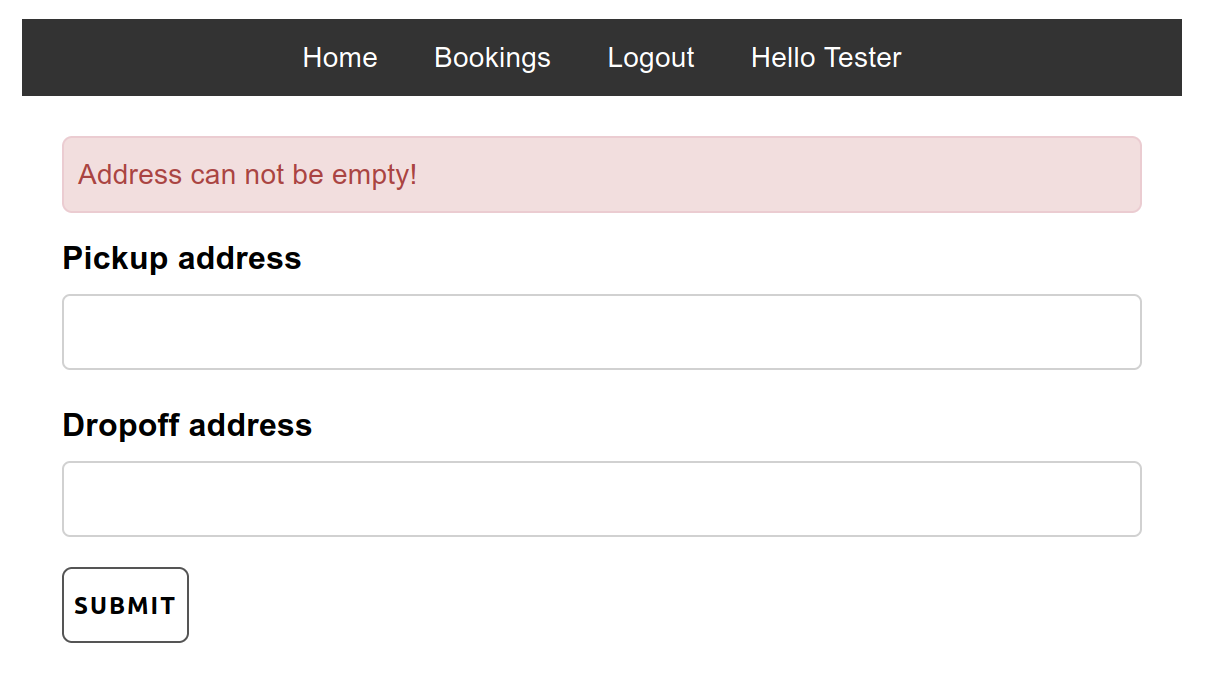 Home Bookings Logout Hello Tester
Address can not be empty!
Pickup address
Dropoff address
SUBMIT